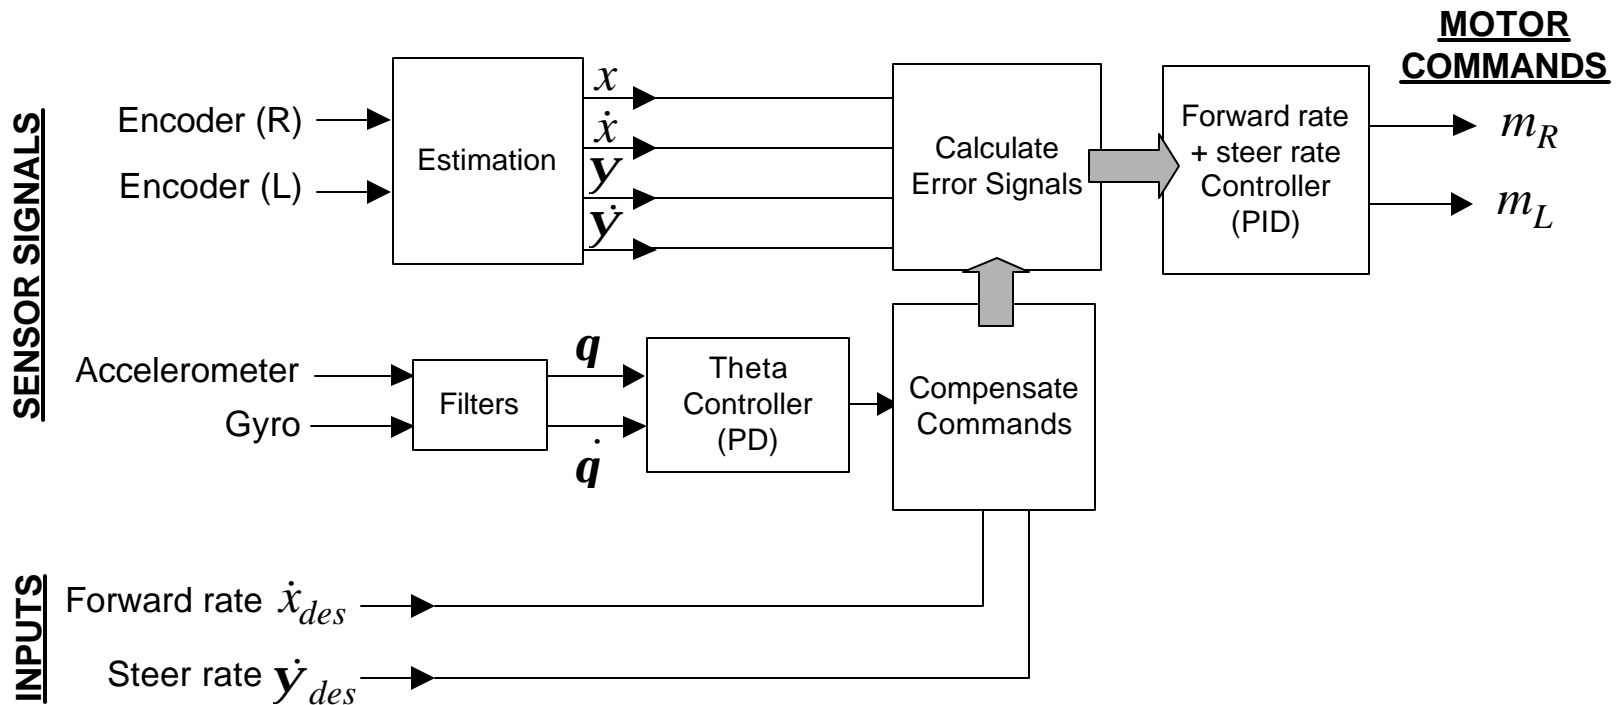 SENSOR SIGNALS
Encoder (R)
Encoder (L)
Estimation
x
ẋ
y
ẏ
Calculate
Error Signals
Forward rate
+ steer rate
Controller
(PID)
MOTOR
COMMANDS
m_R
m_L
Accelerometer
Gyro
Filters
q
q̇
Theta
Controller
(PD)
Compensate
Commands
INPUTS
Forward rate ẋ_des
Steer rate ẏ_des